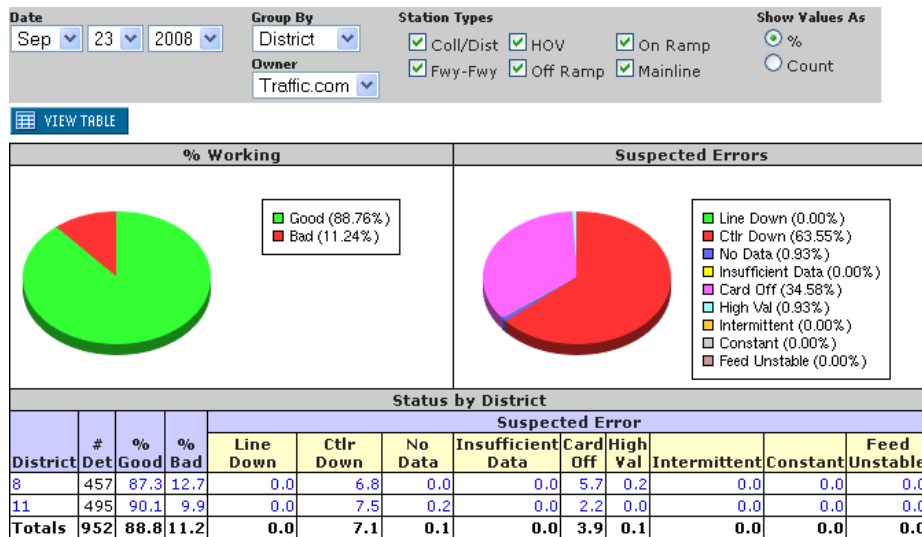 Date Group By Station Types Show Values As
Sep 23 2008 District Coll/Dist HOV On Ramp %
Owner Fwy-Fwy Off Ramp Mainline Count
Traffic.com
VIEW TABLE
% Working Suspected Errors
Good (88.76%)
Bad (11.24%)
Line Down (0.00%)
Ctlr Down (63.55%)
No Data (0.93%)
Insufficient Data (0.00%)
Card Off (34.58%)
High Val (0.93%)
Intermittent (0.00%)
Constant (0.00%)
Feed Unstable (0.00%)
Status by District
Suspected Error
District # Det % Good % Bad Line Down Ctlr Down No Data Insufficient Data Card Off High Val Intermittent Constant Feed Unstable
8 457 87.3 12.7 0.0 6.8 0.0 0.0 5.7 0.2 0.0 0.0 0.0
11 495 90.1 9.9 0.0 7.5 0.2 0.0 2.2 0.0 0.0 0.0 0.0
Totals 952 88.8 11.2 0.0 7.1 0.1 0.0 3.9 0.1 0.0 0.0 0.0